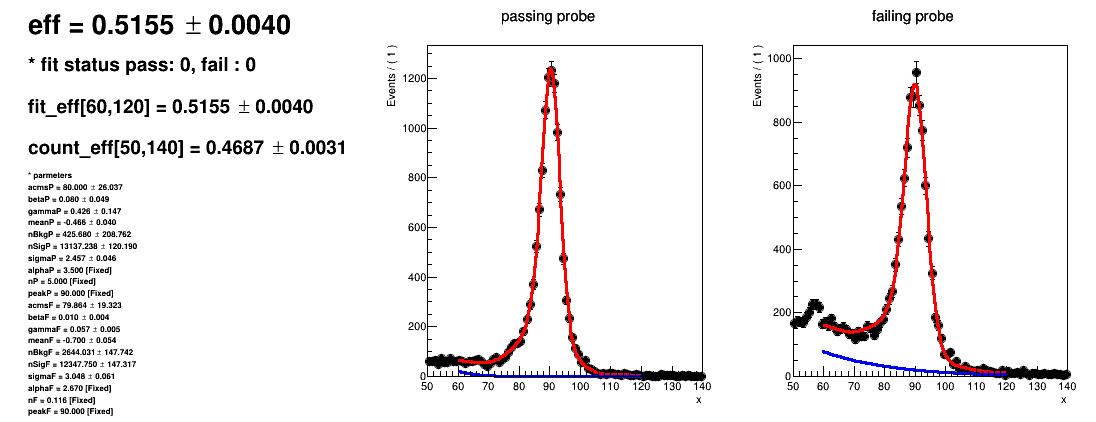 eff = 0.5155 ± 0.0040
* fit status pass: 0, fail : 0
fit_eff[60,120] = 0.5155 ± 0.0040
count_eff[50,140] = 0.4687 ± 0.0031
* parmeters
acmsP = 80.000 ± 26.037
betaP = 0.080 ± 0.049
gammaP = 0.426 ± 0.147
meanP = -0.466 ± 0.040
nBkgP = 425.680 ± 208.762
nSigP = 13137.238 ± 120.190
sigmaP = 2.457 ± 0.046
alphaP = 3.500 [Fixed]
nP = 5.000 [Fixed]
peakP = 90.000 [Fixed]
acmsF = 79.864 ± 19.323
betaF = 0.010 ± 0.004
gammaF = 0.057 ± 0.005
meanF = -0.700 ± 0.054
nBkgF = 2644.031 ± 147.742
nSigF = 12347.750 ± 147.317
sigmaF = 3.048 ± 0.061
alphaF = 2.670 [Fixed]
nF = 0.116 [Fixed]
peakF = 90.000 [Fixed]
passing probe
Events / ( 1 )
1200
1000
800
600
400
200
0
50 60 70 80 90 100 110 120 130 140
x
failing probe
Events / ( 1 )
1000
800
600
400
200
0
50 60 70 80 90 100 110 120 130 140
x